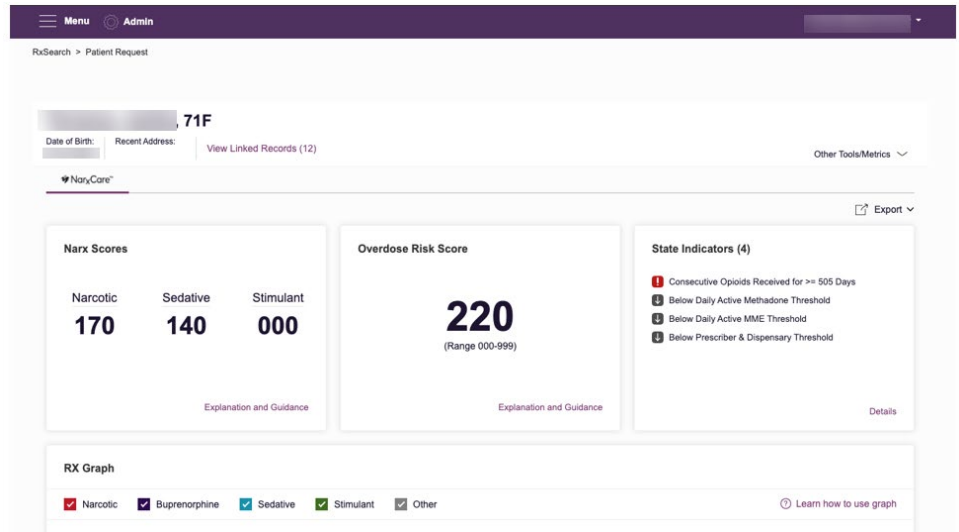 Menu Admin
RxSearch > Patient Request
, 71F
Date of Birth: Recent Address: View Linked Records (12)
Other Tools/Metrics
NarxCare™
Export
Narx Scores
Narcotic Sedative Stimulant
170 140 000
Explanation and Guidance
Overdose Risk Score
220
(Range 000-999)
Explanation and Guidance
State Indicators (4)
Consecutive Opioids Received for >= 505 Days
Below Daily Active Methadone Threshold
Below Daily Active MME Threshold
Below Prescriber & Dispensary Threshold
Details
RX Graph
Narcotic Buprenorphine Sedative Stimulant Other
Learn how to use graph